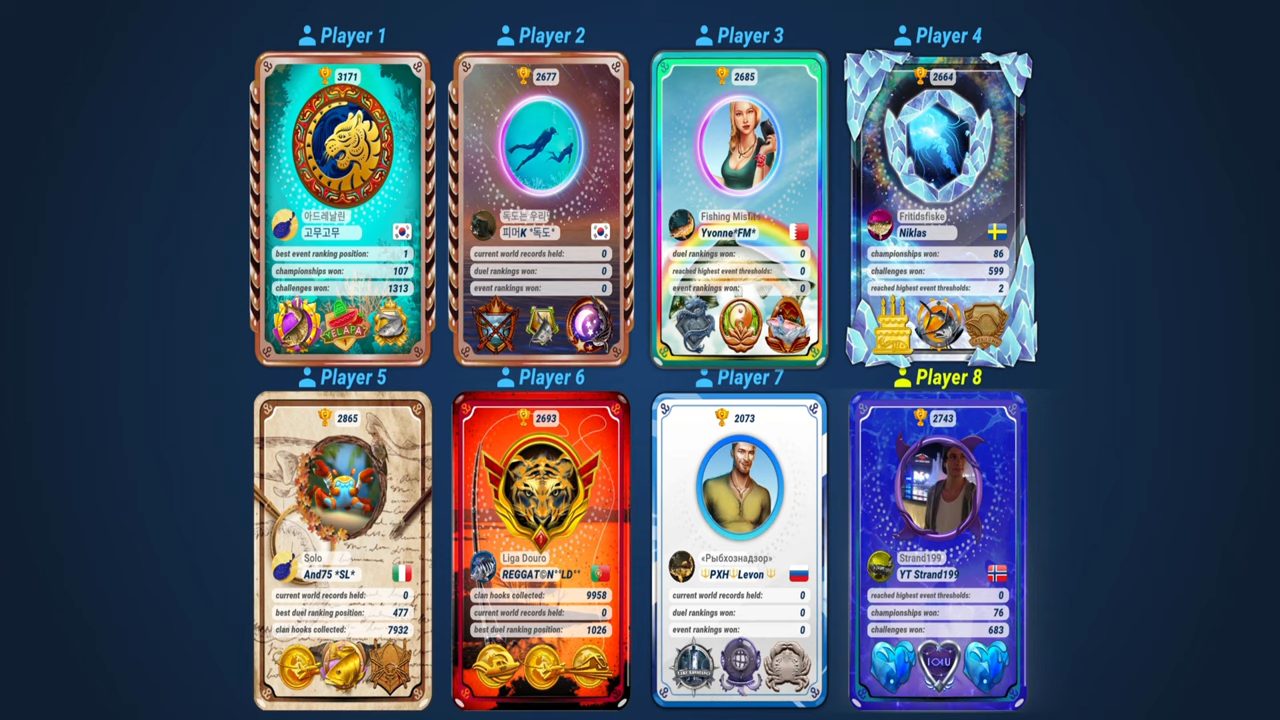 Player 1
3171
아드레날린
고무고무
best event ranking position: 1
championships won: 107
challenges won: 1313
ELAPA
Player 2
2677
독도는 우리
피머K *독도*
current world records held: 0
duel rankings won: 0
event rankings won: 0
Player 3
2685
Fishing Misfits
Yvonne*FM*
duel rankings won: 0
reached highest event thresholds: 0
event rankings won: 0
Player 4
2664
Fritidsfiske
Niklas
championships won: 86
challenges won: 599
reached highest event thresholds: 2
Player 5
2865
Solo
And75 *SL*
current world records held: 0
best duel ranking position: 477
clan hooks collected: 7932
Player 6
2693
Liga Douro
REGGAT©N°°LD°°
clan hooks collected: 9958
current world records held: 0
best duel ranking position: 1026
Player 7
2073
«Рыбхознадзор»
🔱PXH🔱Levon🔱
current world records held: 0
duel rankings won: 0
event rankings won: 0
Player 8
2743
Strand199
YT Strand199
reached highest event thresholds: 0
championships won: 76
challenges won: 683